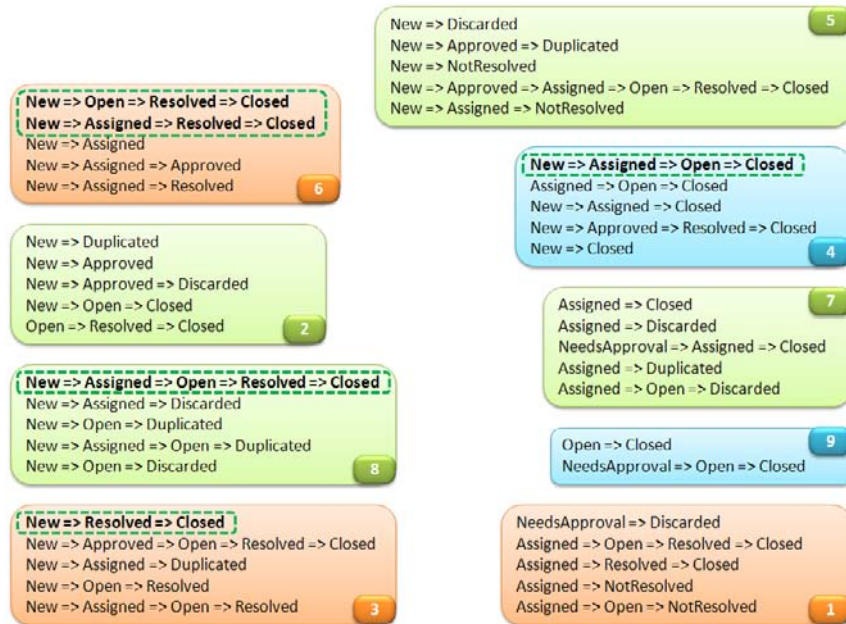 New => Open => Resolved => Closed
New => Assigned => Resolved => Closed
New => Assigned
New => Assigned => Approved
New => Assigned => Resolved
6
New => Duplicated
New => Approved
New => Approved => Discarded
New => Open => Closed
Open => Resolved => Closed
2
New => Assigned => Open => Resolved => Closed
New => Assigned => Discarded
New => Open => Duplicated
New => Assigned => Open => Duplicated
New => Open => Discarded
8
New => Resolved => Closed
New => Approved => Open => Resolved => Closed
New => Assigned => Duplicated
New => Open => Resolved
New => Assigned => Open => Resolved
3
5
New => Discarded
New => Approved => Duplicated
New => NotResolved
New => Approved => Assigned => Open => Resolved => Closed
New => Assigned => NotResolved
New => Assigned => Open => Closed
Assigned => Open => Closed
New => Assigned => Closed
New => Approved => Resolved => Closed
New => Closed
4
7
Assigned => Closed
Assigned => Discarded
NeedsApproval => Assigned => Closed
Assigned => Duplicated
Assigned => Open => Discarded
9
Open => Closed
NeedsApproval => Open => Closed
NeedsApproval => Discarded
Assigned => Open => Resolved => Closed
Assigned => Resolved => Closed
Assigned => NotResolved
Assigned => Open => NotResolved
1